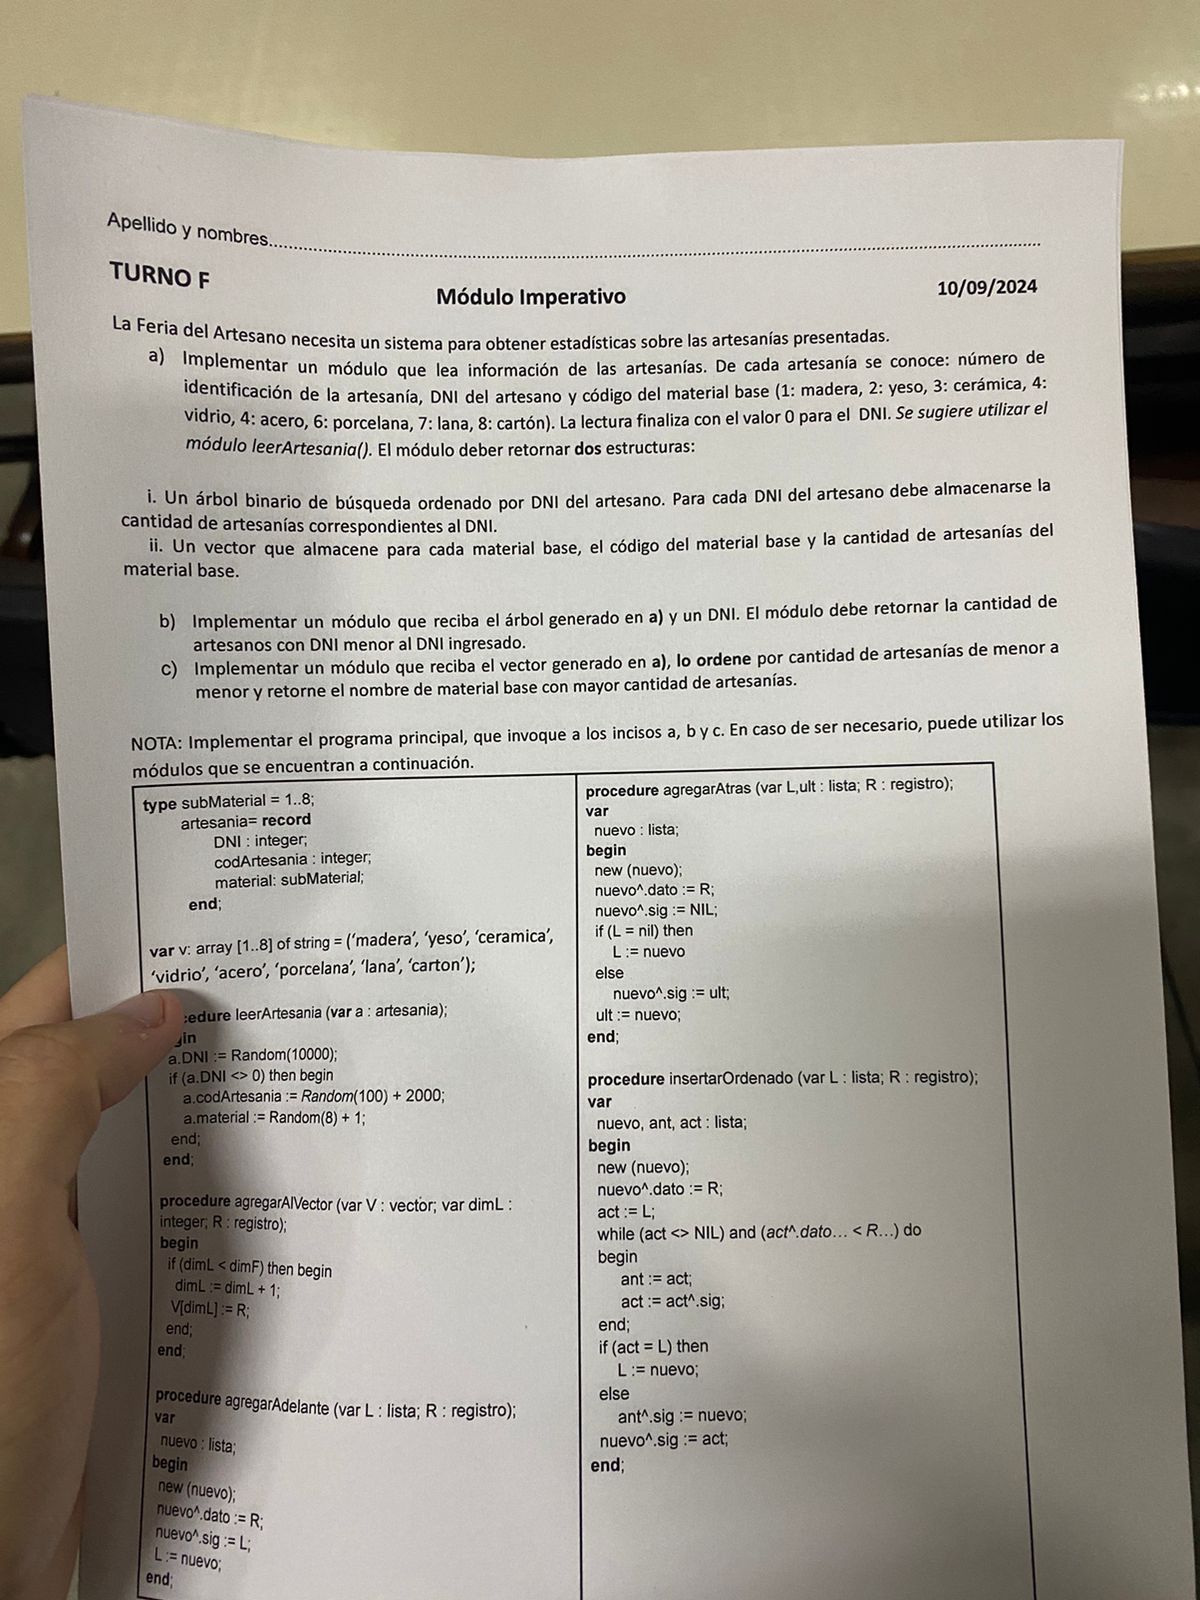 Apellido y nombres..........................................................................................
TURNO F
Módulo Imperativo
10/09/2024
La Feria del Artesano necesita un sistema para obtener estadísticas sobre las artesanías presentadas.
a) Implementar un módulo que lea información de las artesanías. De cada artesanía se conoce: número de
identificación de la artesanía, DNI del artesano y código del material base (1: madera, 2: yeso, 3: cerámica, 4:
vidrio, 4: acero, 6: porcelana, 7: lana, 8: cartón). La lectura finaliza con el valor 0 para el DNI. Se sugiere utilizar el
módulo leerArtesania(). El módulo deber retornar dos estructuras:
i. Un árbol binario de búsqueda ordenado por DNI del artesano. Para cada DNI del artesano debe almacenarse la
cantidad de artesanías correspondientes al DNI.
ii. Un vector que almacene para cada material base, el código del material base y la cantidad de artesanías del
material base.
b) Implementar un módulo que reciba el árbol generado en a) y un DNI. El módulo debe retornar la cantidad de
artesanos con DNI menor al DNI ingresado.
c) Implementar un módulo que reciba el vector generado en a), lo ordene por cantidad de artesanías de menor a
menor y retorne el nombre de material base con mayor cantidad de artesanías.
NOTA: Implementar el programa principal, que invoque a los incisos a, b y c. En caso de ser necesario, puede utilizar los
módulos que se encuentran a continuación.
type subMaterial = 1..8;
artesania= record
DNI : integer;
codArtesania : integer;
material: subMaterial;
end;
var v: array [1..8] of string = (‘madera’, ‘yeso’, ‘ceramica’,
‘vidrio’, ‘acero’, ‘porcelana’, ‘lana’, ‘carton’);
cedure leerArtesania (var a : artesania);
gin
a.DNI := Random(10000);
if (a.DNI <> 0) then begin
a.codArtesania := Random(100) + 2000;
a.material := Random(8) + 1;
end;
end;
procedure agregarAlVector (var V : vector; var dimL :
integer; R : registro);
begin
if (dimL < dimF) then begin
dimL := dimL + 1;
V[dimL] := R;
end;
end;
procedure agregarAdelante (var L : lista; R : registro);
var
nuevo : lista;
begin
new (nuevo);
nuevo^.dato := R;
nuevo^.sig := L;
L := nuevo;
end;
procedure agregarAtras (var L,ult : lista; R : registro);
var
nuevo : lista;
begin
new (nuevo);
nuevo^.dato := R;
nuevo^.sig := NIL;
if (L = nil) then
L := nuevo
else
nuevo^.sig := ult;
ult := nuevo;
end;
procedure insertarOrdenado (var L : lista; R : registro);
var
nuevo, ant, act : lista;
begin
new (nuevo);
nuevo^.dato := R;
act := L;
while (act <> NIL) and (act^.dato… < R…) do
begin
ant := act;
act := act^.sig;
end;
if (act = L) then
L := nuevo;
else
ant^.sig := nuevo;
nuevo^.sig := act;
end;